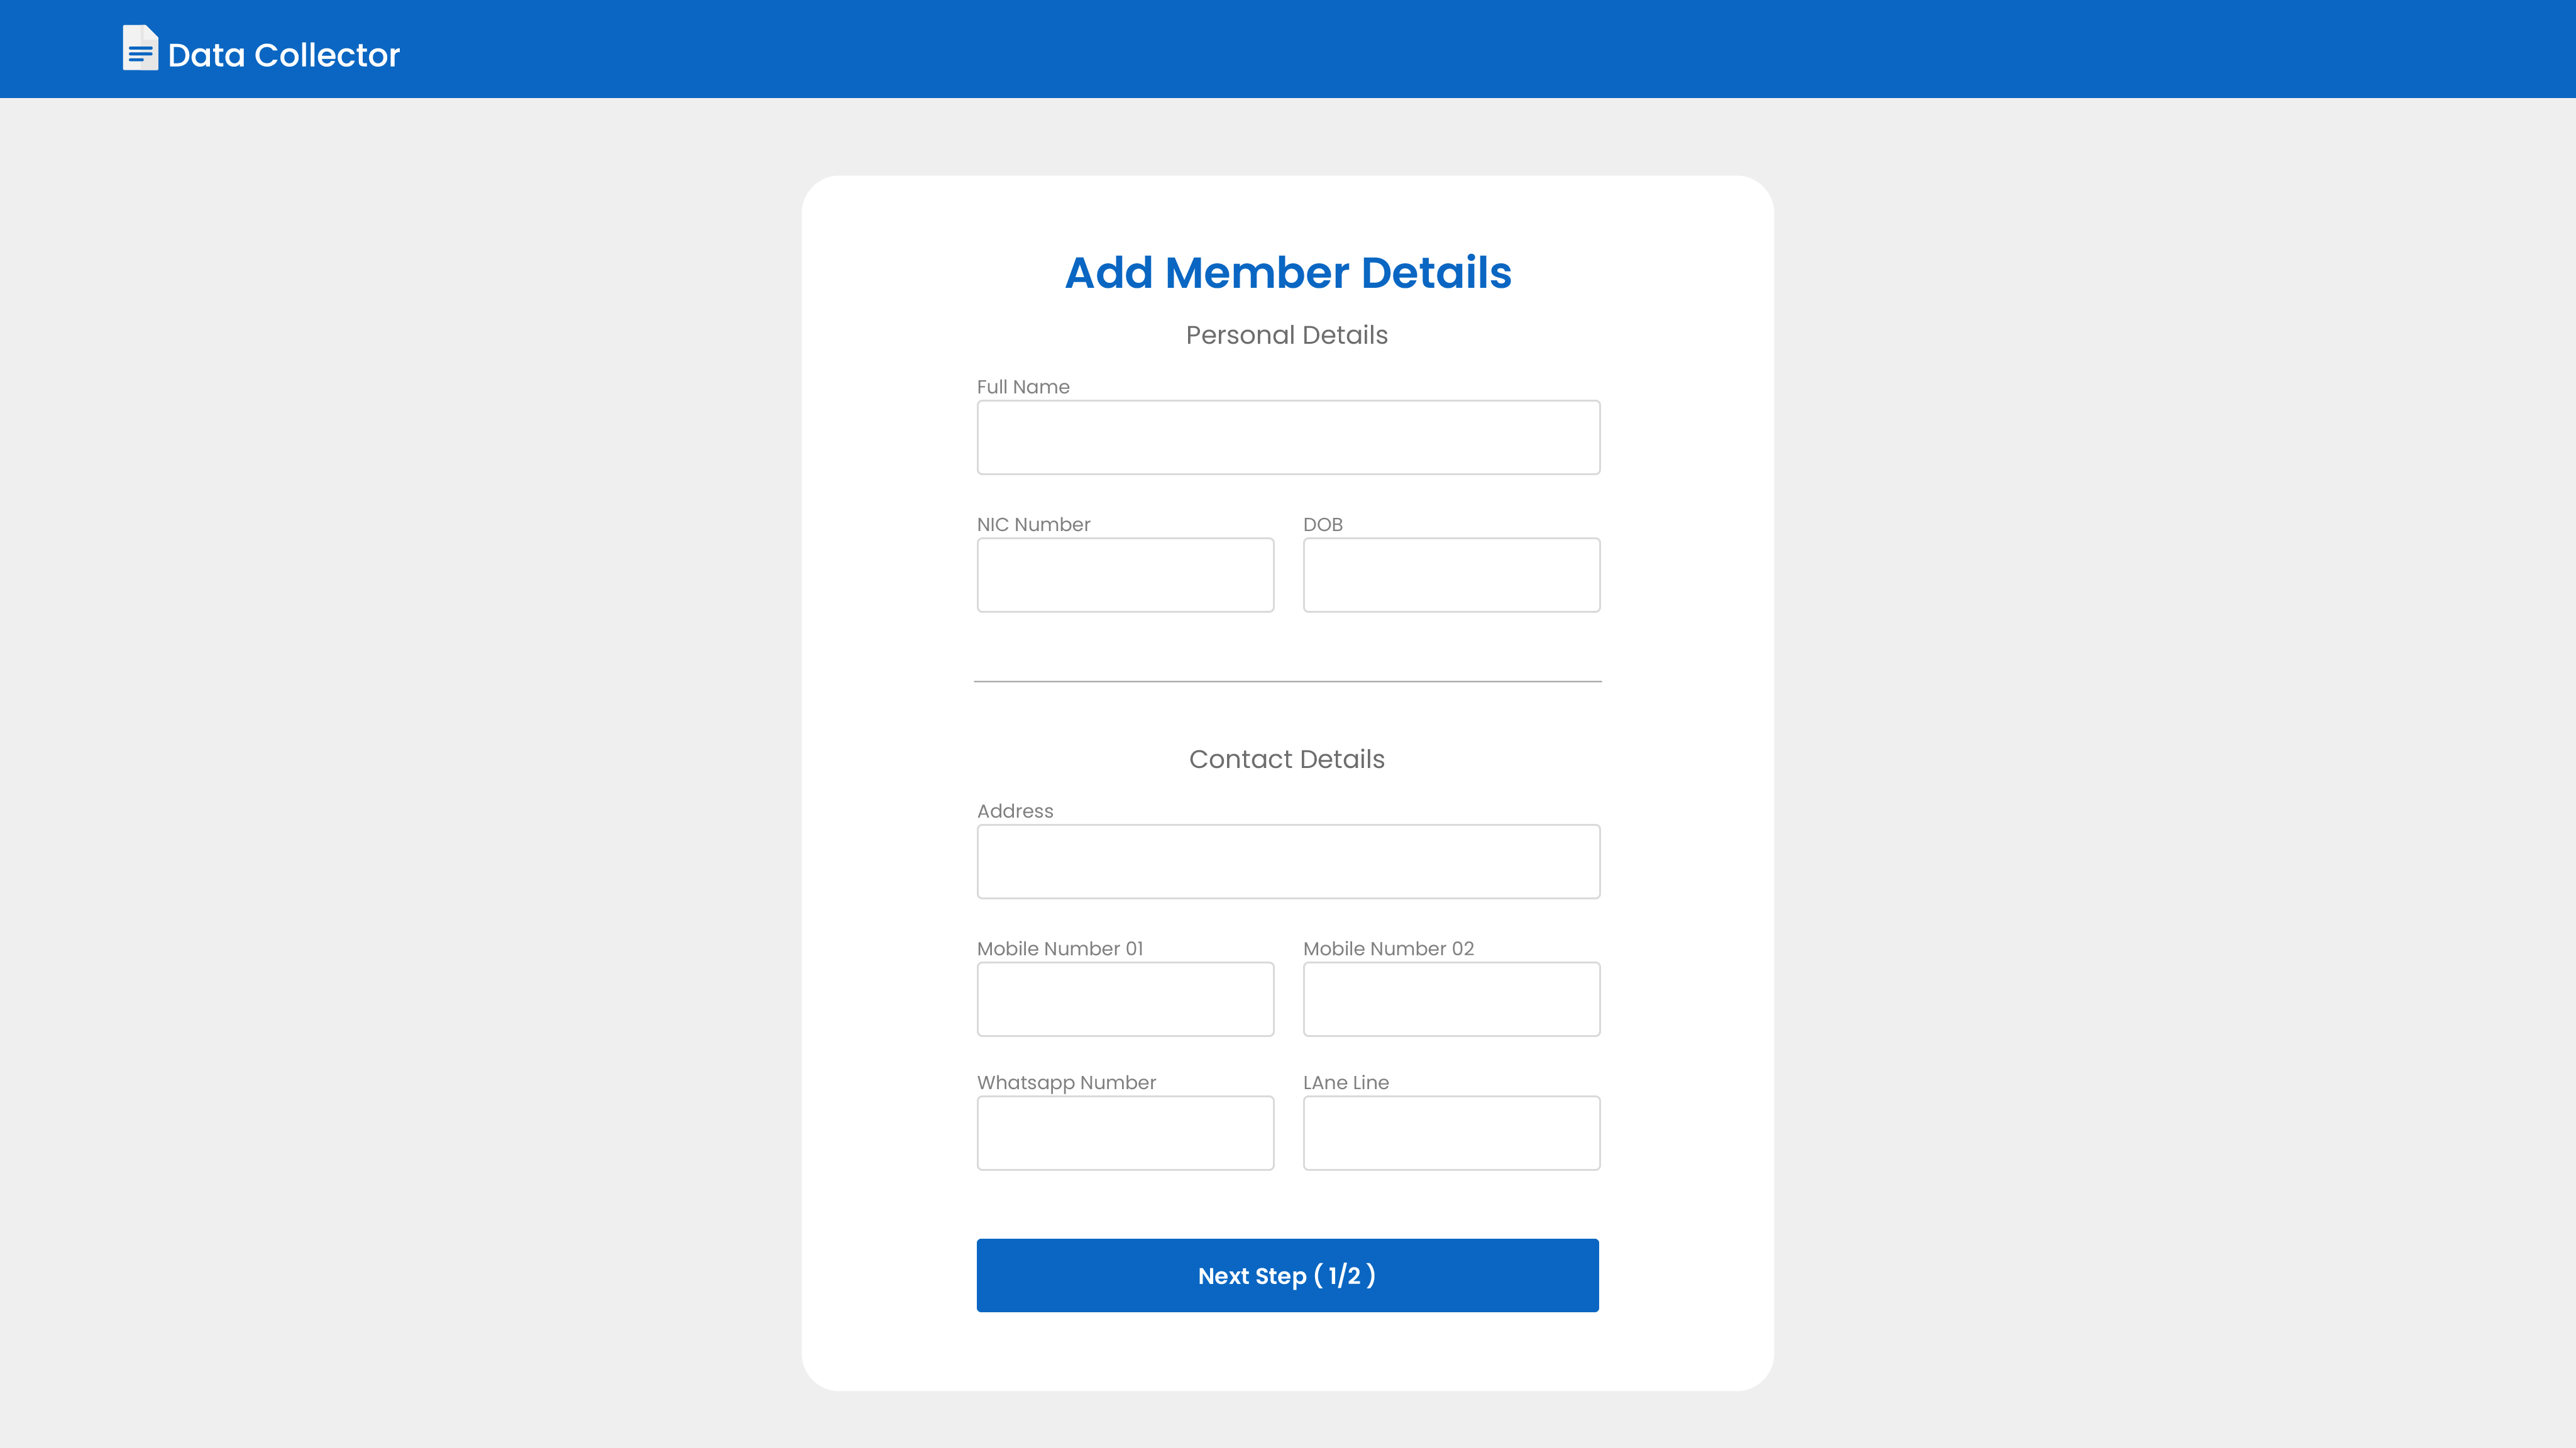 Data Collector
Add Member Details
Personal Details
Full Name
NIC Number DOB
Contact Details
Address
Mobile Number 01 Mobile Number 02
Whatsapp Number LAne Line
Next Step ( 1/2 )